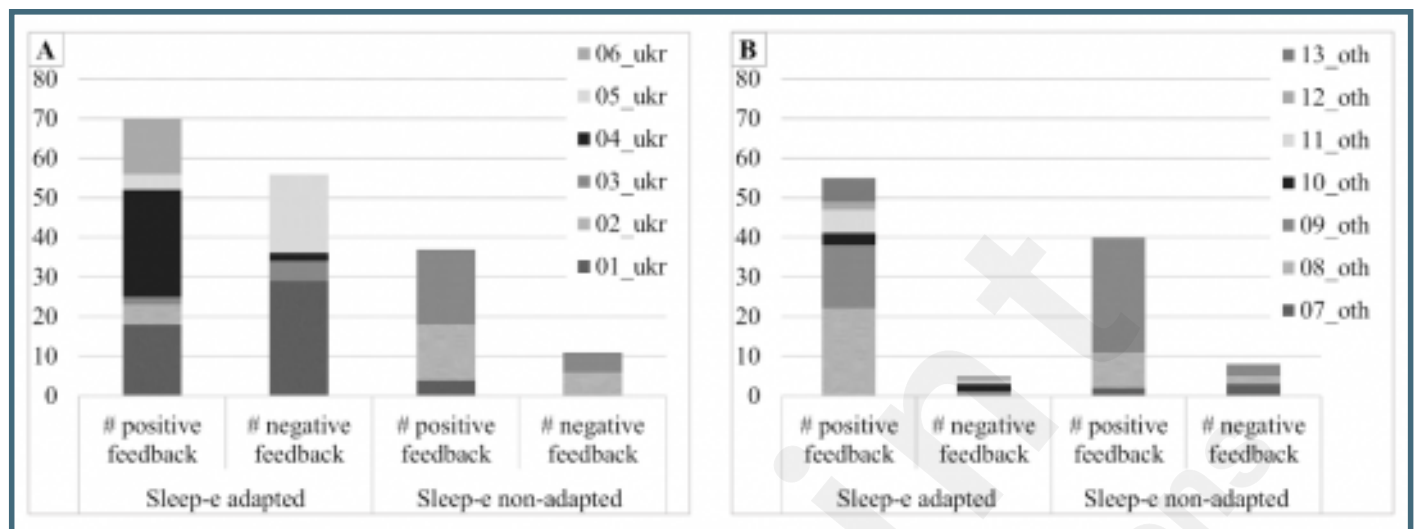 A
06_ukr
05_ukr
04_ukr
03_ukr
02_ukr
01_ukr
80
70
60
50
40
30
20
10
0
# positive feedback
# negative feedback
# positive feedback
# negative feedback
Sleep-e adapted
Sleep-e non-adapted
B
13_oth
12_oth
11_oth
10_oth
09_oth
08_oth
07_oth
80
70
60
50
40
30
20
10
0
# positive feedback
# negative feedback
# positive feedback
# negative feedback
Sleep-e adapted
Sleep-e non-adapted